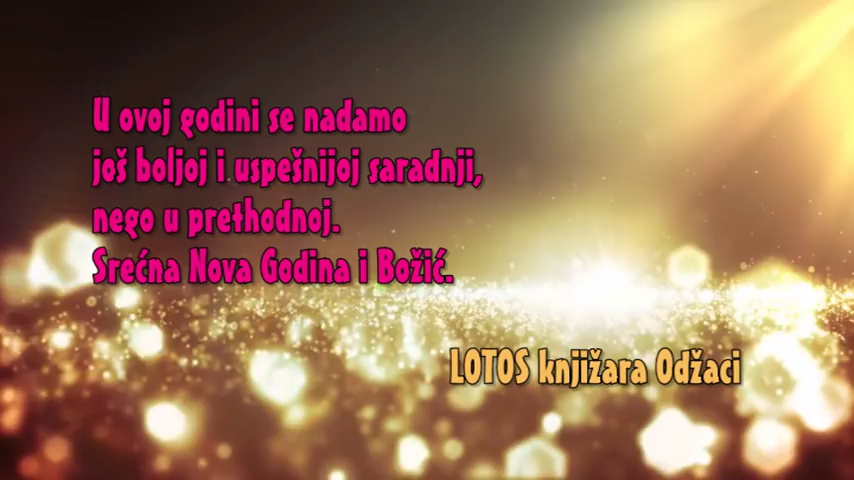 U ovoj godini se nadamo
još boljoj i uspešnijoj saradnji,
nego u prethodnoj.
Srećna Nova Godina i Božić.
LOTOS knjižara Odžaci